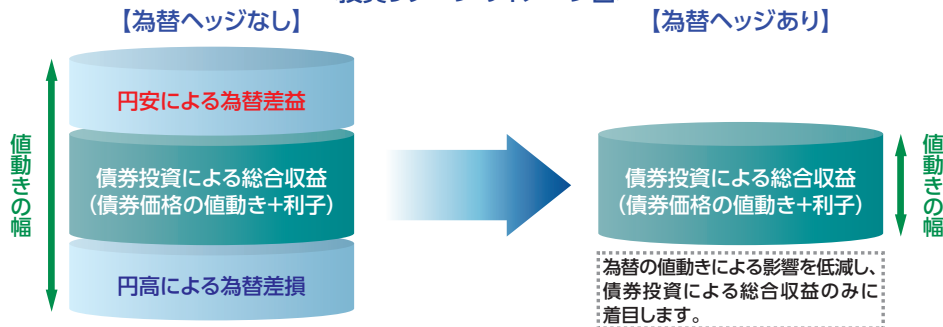 【為替ヘッジなし】
【為替ヘッジあり】
値動きの幅
円安による為替差益
債券投資による総合収益
（債券価格の値動き+利子）
円高による為替差損
債券投資による総合収益
（債券価格の値動き+利子）
値動きの幅
為替の値動きによる影響を低減し、
債券投資による総合収益のみに
着目します。